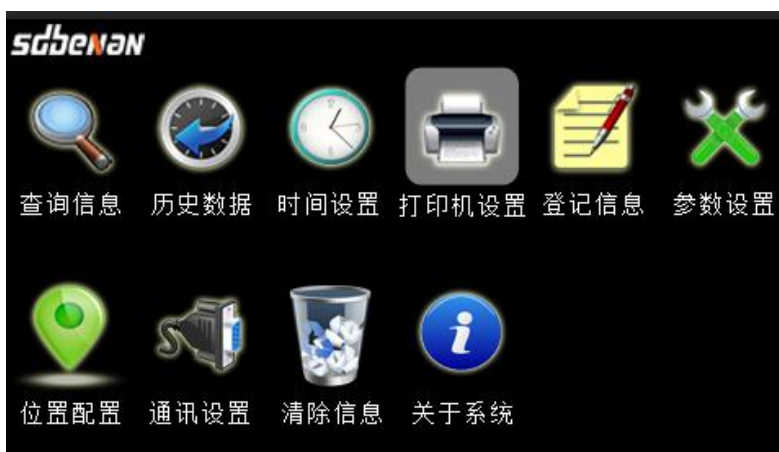 sdbenan
查询信息 历史数据 时间设置 打印机设置 登记信息 参数设置
位置配置 通讯设置 清除信息 关于系统